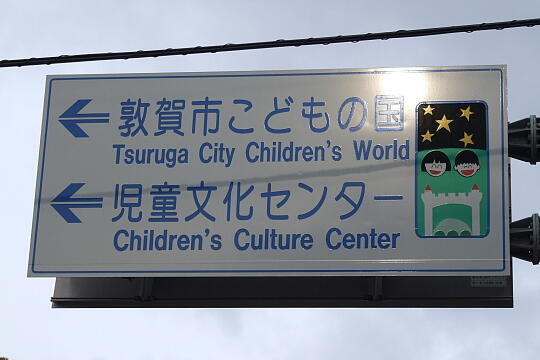 敦賀市こどもの国
Tsuruga City Children's World
児童文化センター
Children's Culture Center